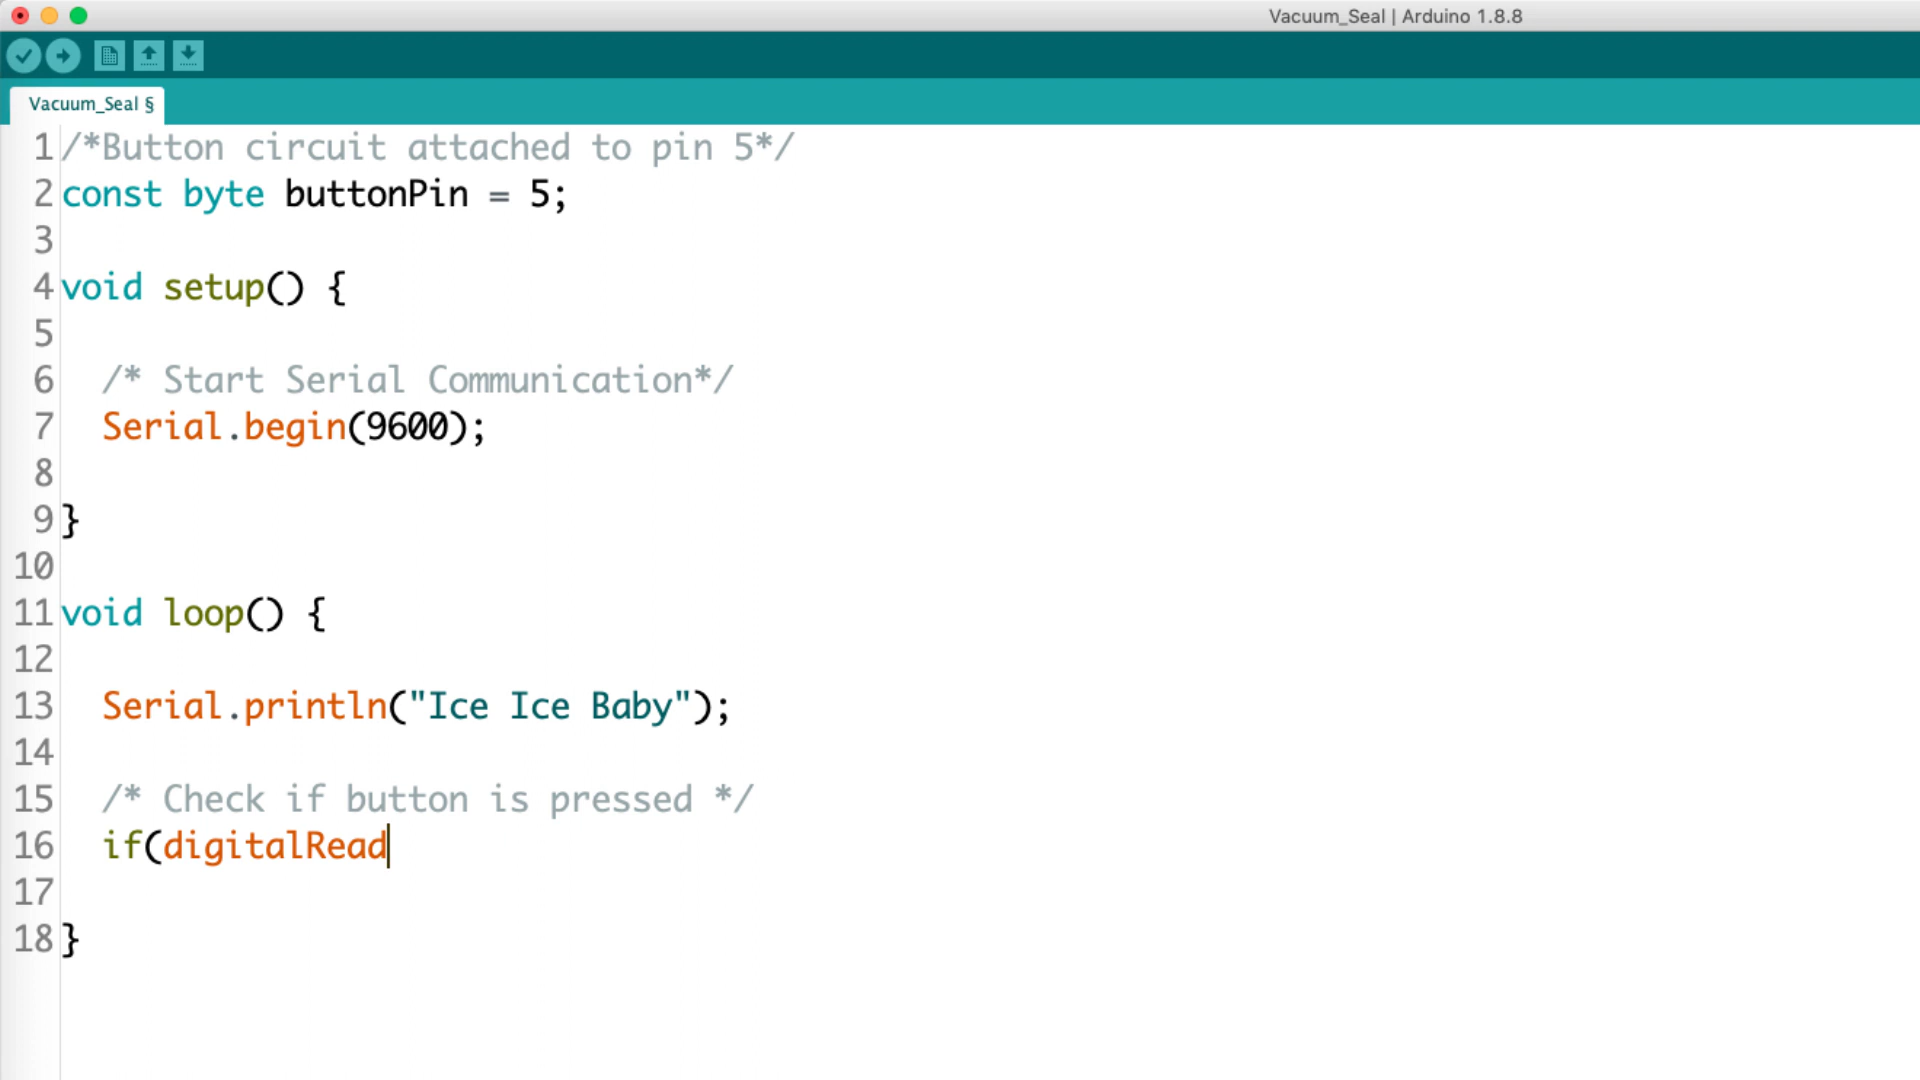 Vacuum_Seal | Arduino 1.8.8
Vacuum_Seal §
1 /*Button circuit attached to pin 5*/
2 const byte buttonPin = 5;
3
4 void setup() {
5
6   /* Start Serial Communication*/
7   Serial.begin(9600);
8
9 }
10
11 void loop() {
12
13   Serial.println("Ice Ice Baby");
14
15   /* Check if button is pressed */
16   if(digitalRead
17
18 }